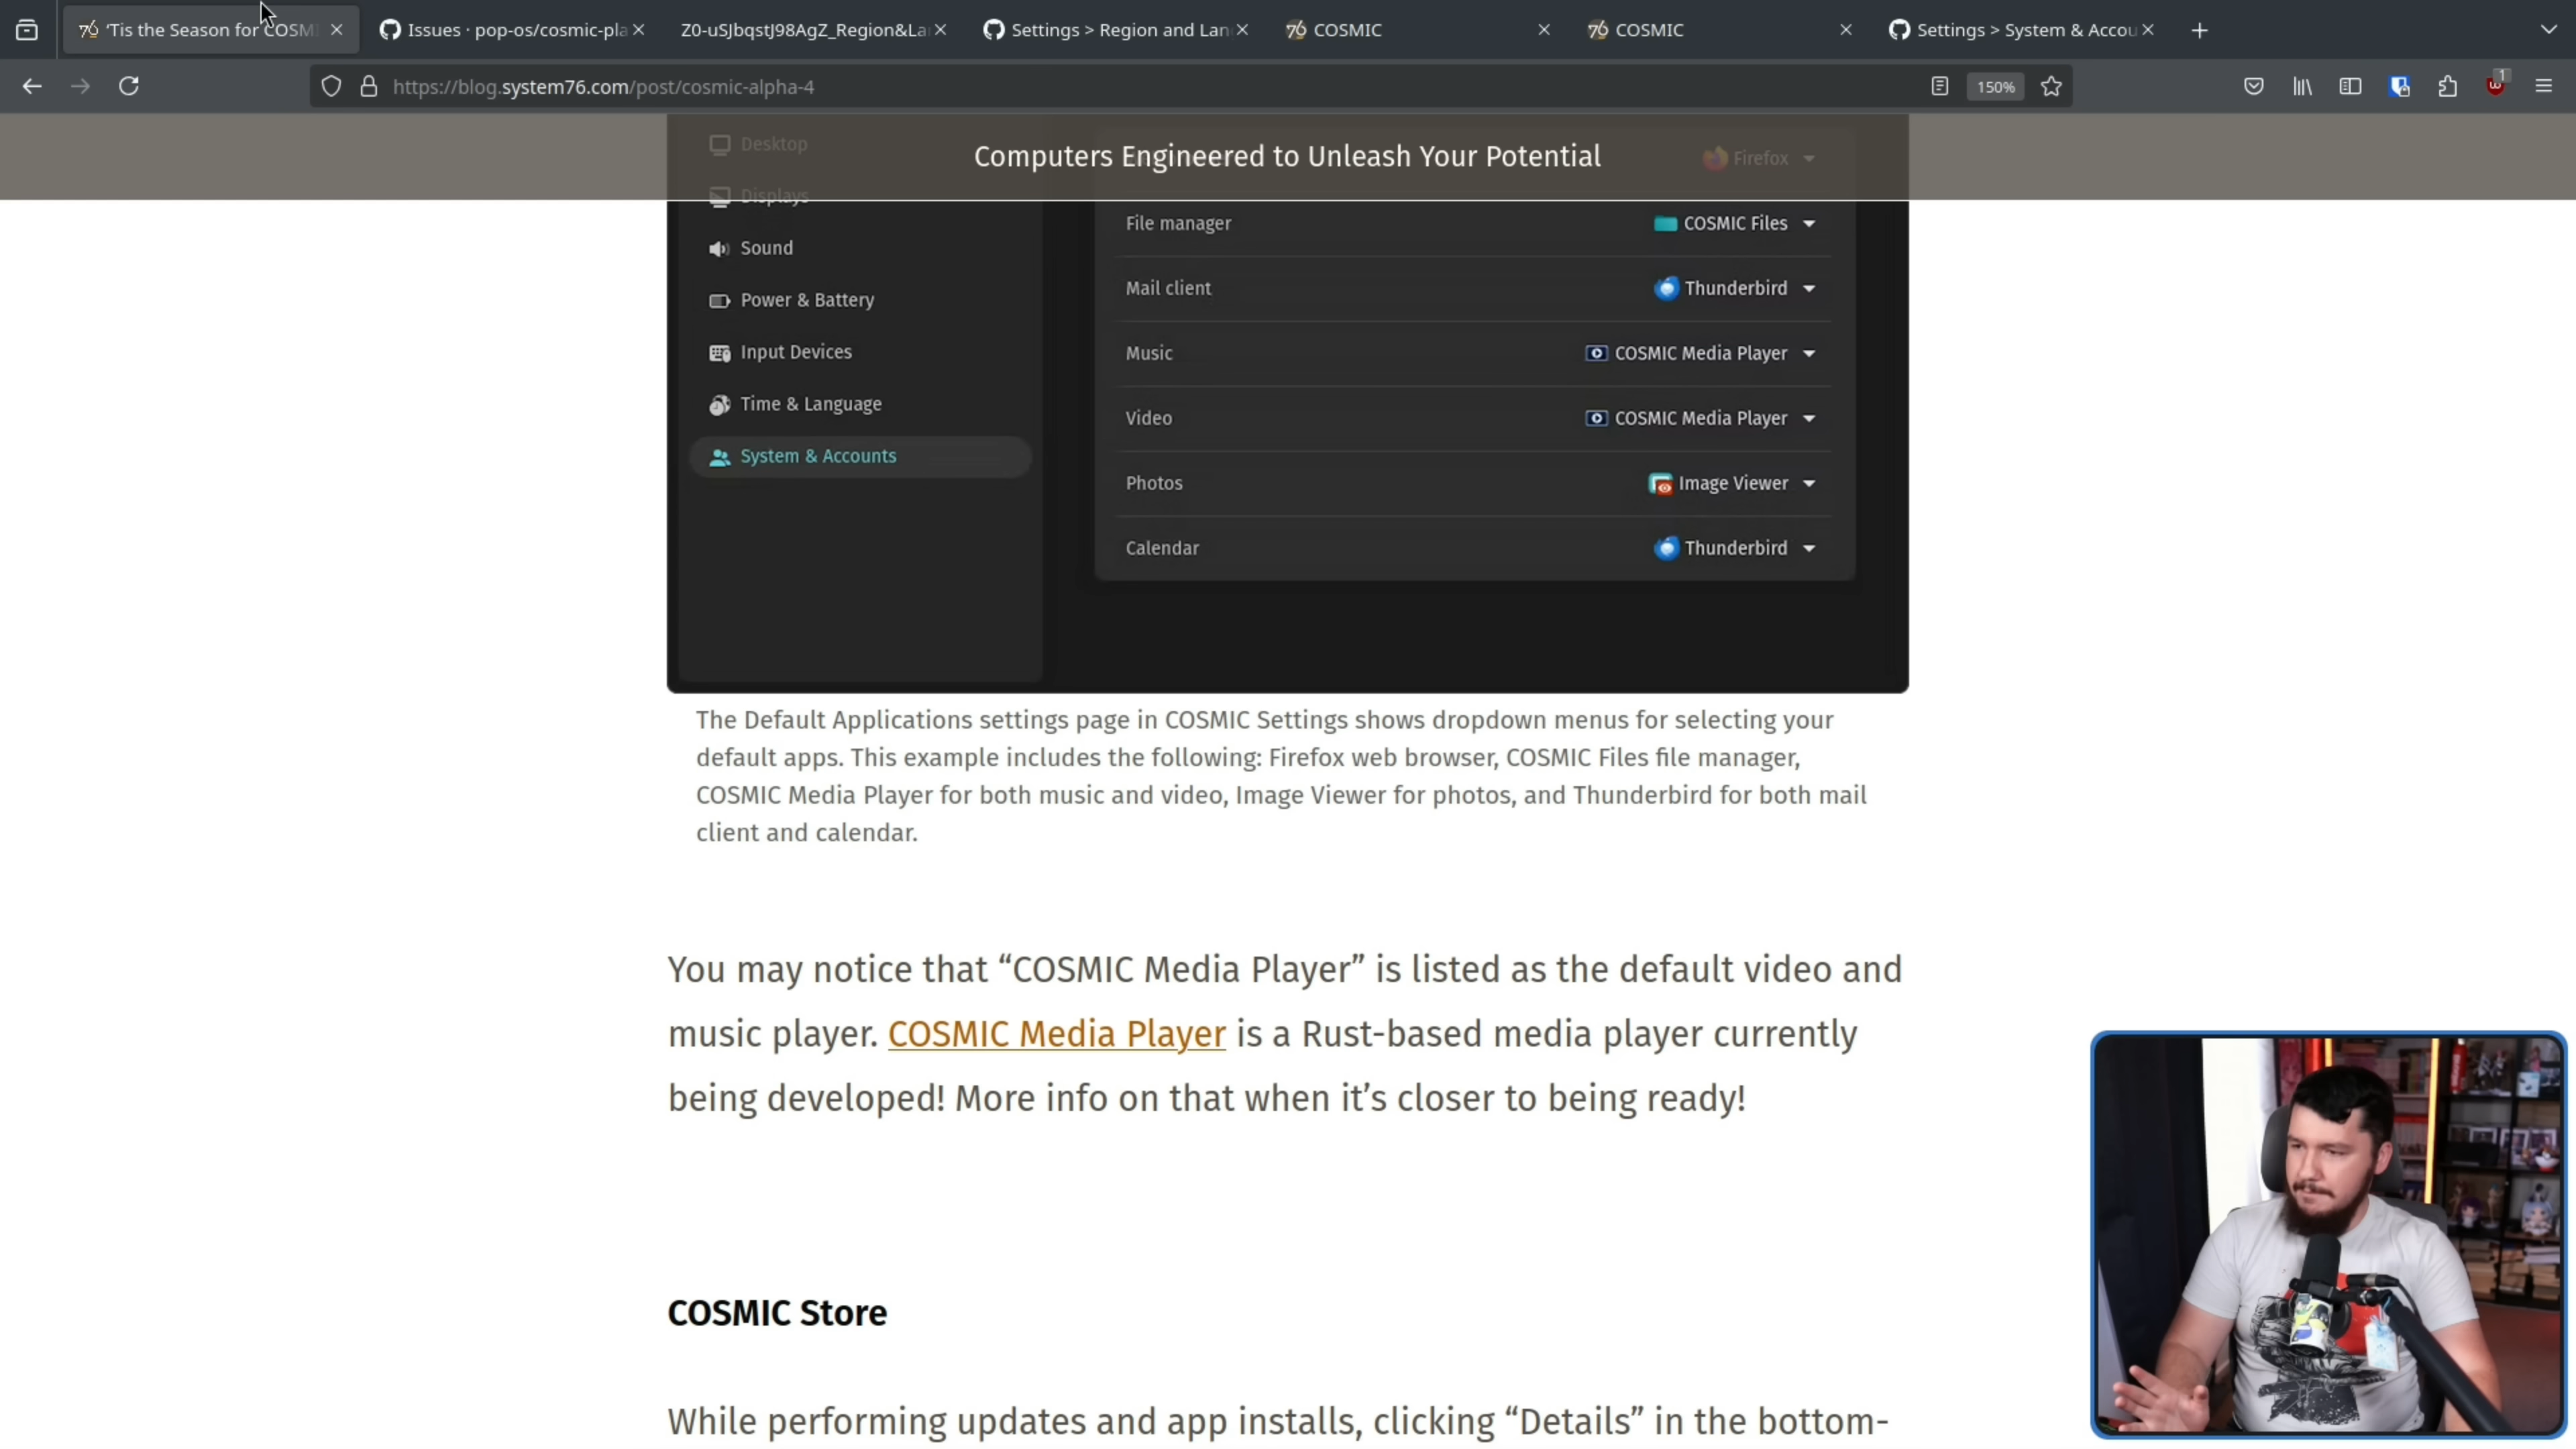 'Tis the Season for COSMI
Issues · pop-os/cosmic-pla
Z0-uSJbqstJ98AgZ_Region&La
Settings > Region and Lan
COSMIC
COSMIC
Settings > System & Accou
https://blog.system76.com/post/cosmic-alpha-4
150%
1
Computers Engineered to Unleash Your Potential
Desktop
Firefox
Displays
File manager
COSMIC Files
Sound
Mail client
Thunderbird
Power & Battery
Music
COSMIC Media Player
Input Devices
Time & Language
Video
COSMIC Media Player
System & Accounts
Photos
Image Viewer
Calendar
Thunderbird
The Default Applications settings page in COSMIC Settings shows dropdown menus for selecting your
default apps. This example includes the following: Firefox web browser, COSMIC Files file manager,
COSMIC Media Player for both music and video, Image Viewer for photos, and Thunderbird for both mail
client and calendar.
You may notice that “COSMIC Media Player” is listed as the default video and
music player. COSMIC Media Player is a Rust-based media player currently
being developed! More info on that when it’s closer to being ready!
COSMIC Store
While performing updates and app installs, clicking “Details” in the bottom-